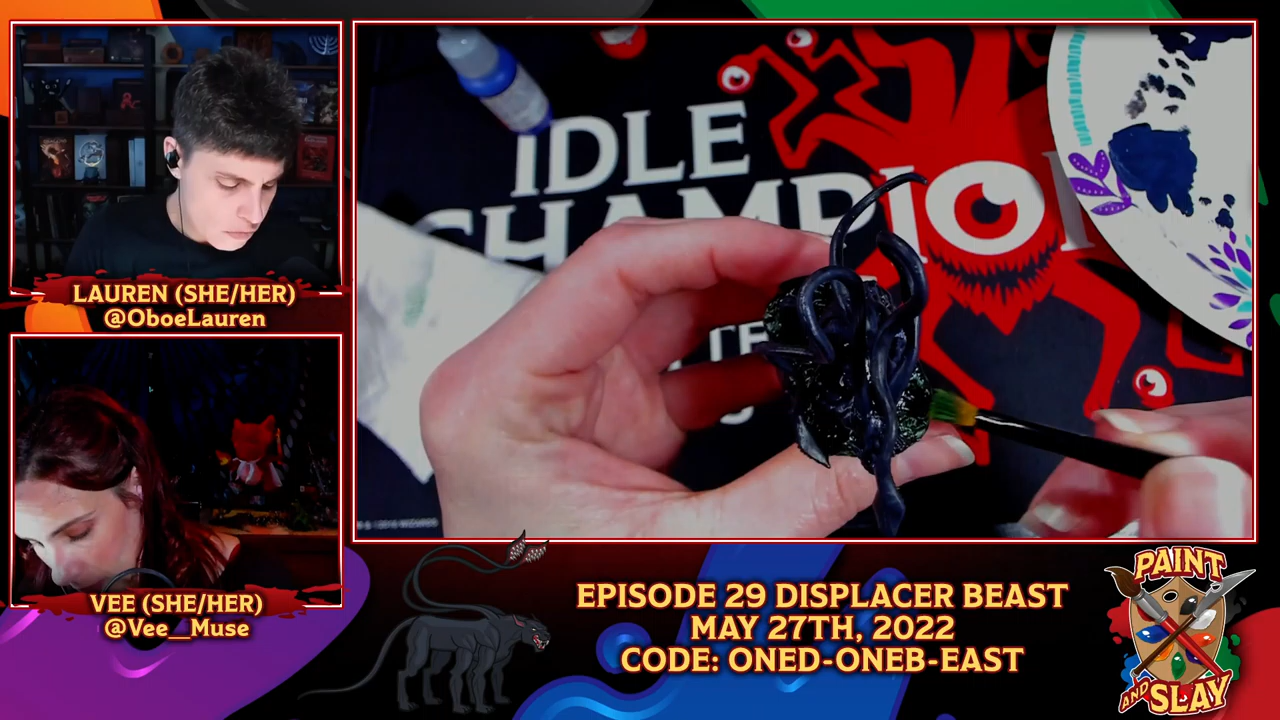 LAUREN (SHE/HER)
@OboeLauren
VEE (SHE/HER)
@Vee__Muse
IDLE
CHAMPION
EPISODE 29 DISPLACER BEAST
MAY 27TH, 2022
CODE: ONED-ONEB-EAST
PAINT
AND SLAY